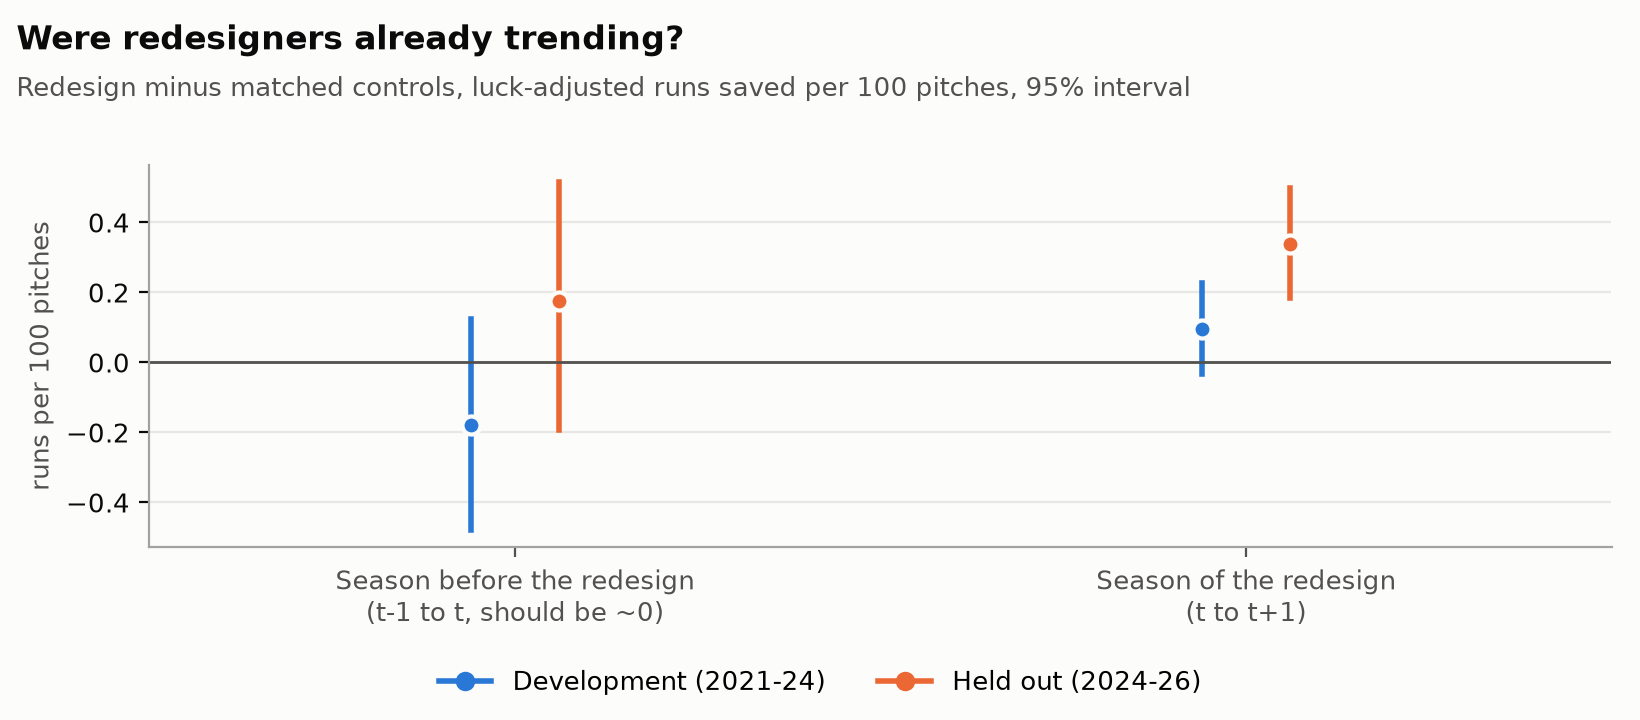 Were redesigners already trending?
Redesign minus matched controls, luck-adjusted runs saved per 100 pitches, 95% interval
runs per 100 pitches
0.4
0.2
0.0
−0.2
−0.4
Season before the redesign
(t-1 to t, should be ~0)
Season of the redesign
(t to t+1)
Development (2021-24)
Held out (2024-26)